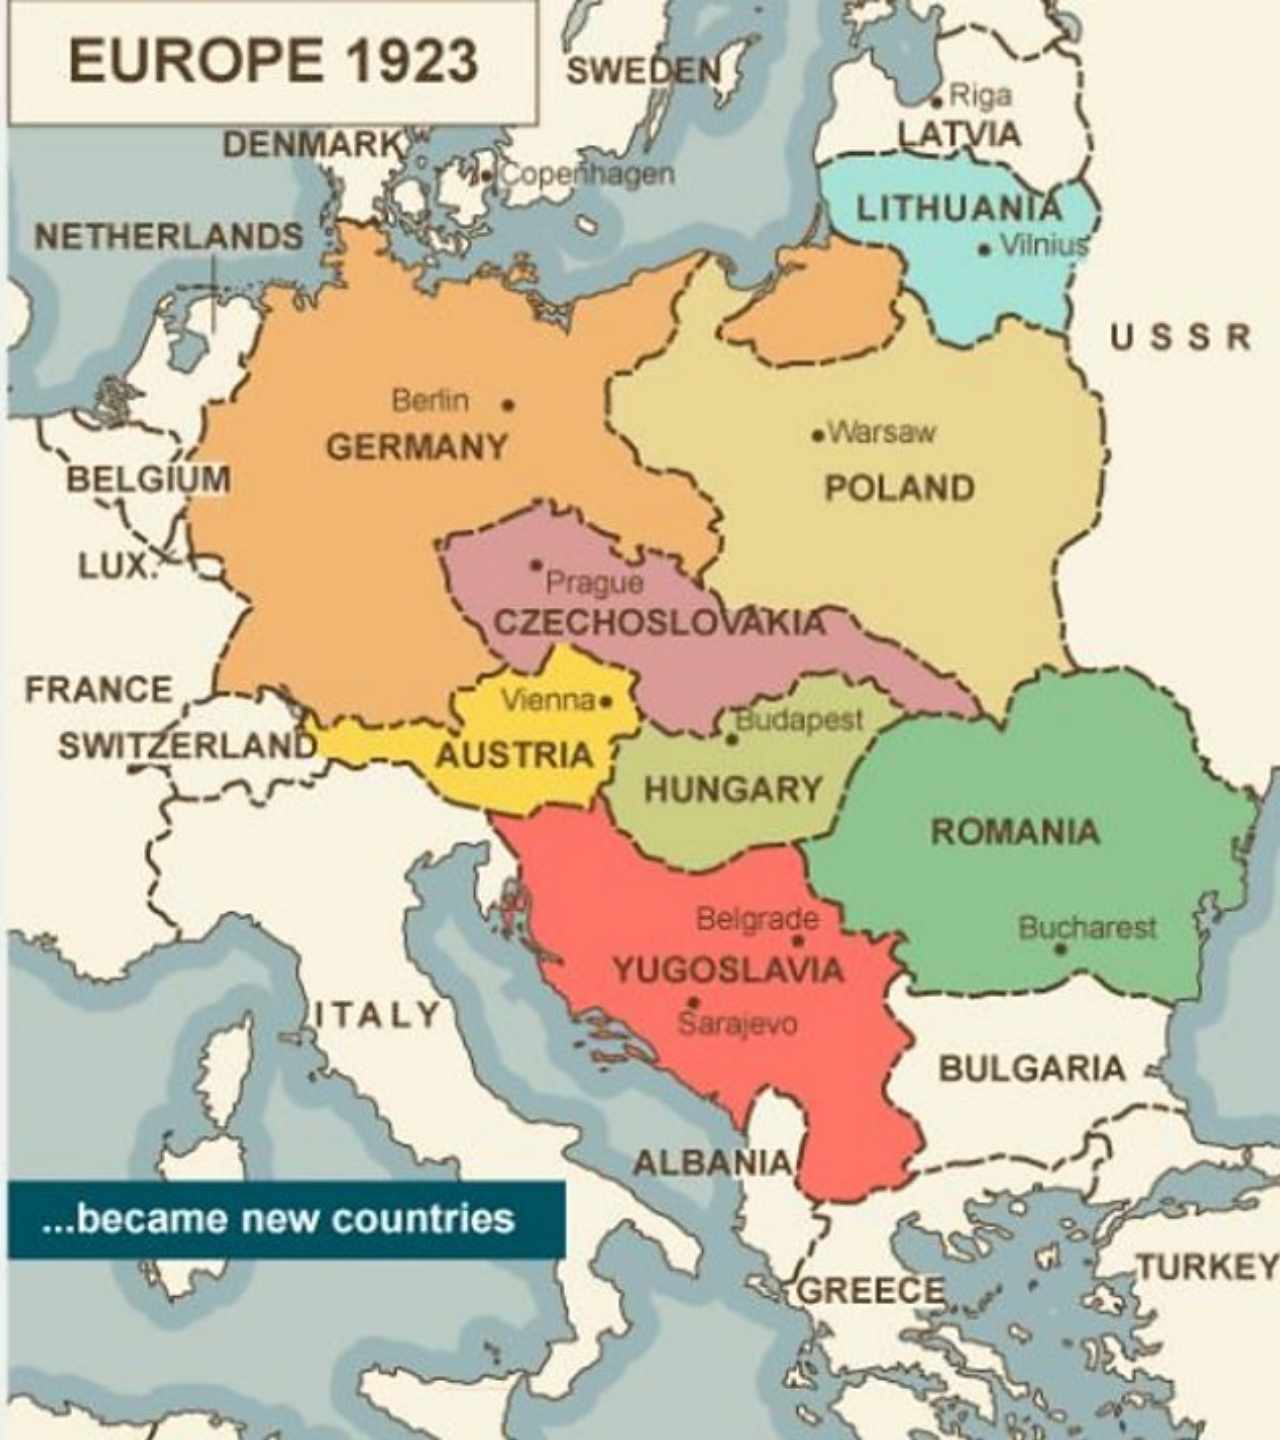 EUROPE 1923
SWEDEN
Riga
LATVIA
DENMARK
Copenhagen
LITHUANIA
NETHERLANDS
Vilnius
USSR
Berlin
Warsaw
GERMANY
BELGIUM
POLAND
LUX.
Prague
CZECHOSLOVAKIA
FRANCE
Vienna
Budapest
SWITZERLAND
AUSTRIA
HUNGARY
ROMANIA
Belgrade
Bucharest
YUGOSLAVIA
Sarajevo
ITALY
BULGARIA
ALBANIA
...became new countries
TURKEY
GREECE